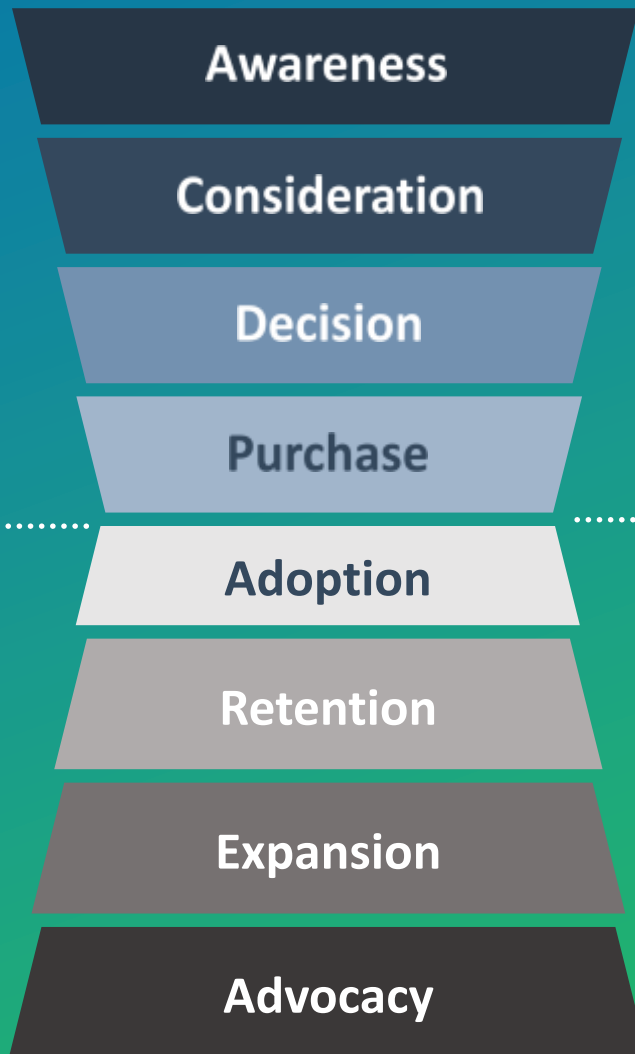 Awareness
Consideration
Decision
Purchase
Adoption
Retention
Expansion
Advocacy